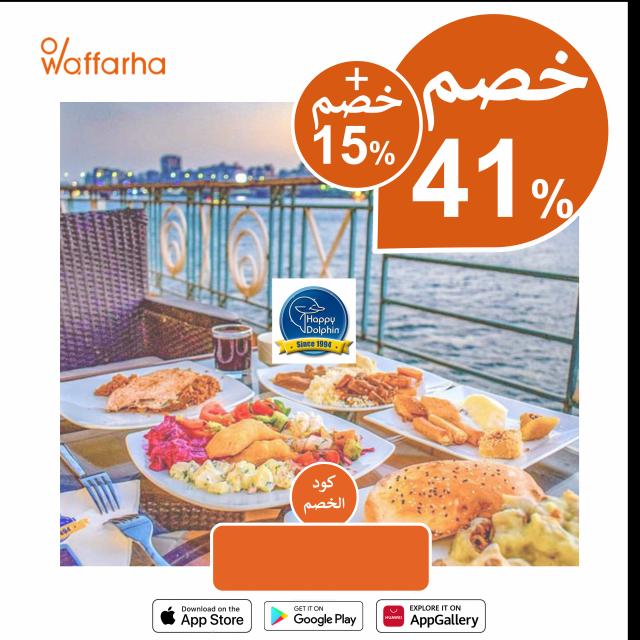 Waffarha
خصم
41%
+
خصم
15%
Happy
Dolphin
Since 1994
كود
الخصم
Download on the
App Store
GET IT ON
Google Play
HUAWEI
EXPLORE IT ON
AppGallery